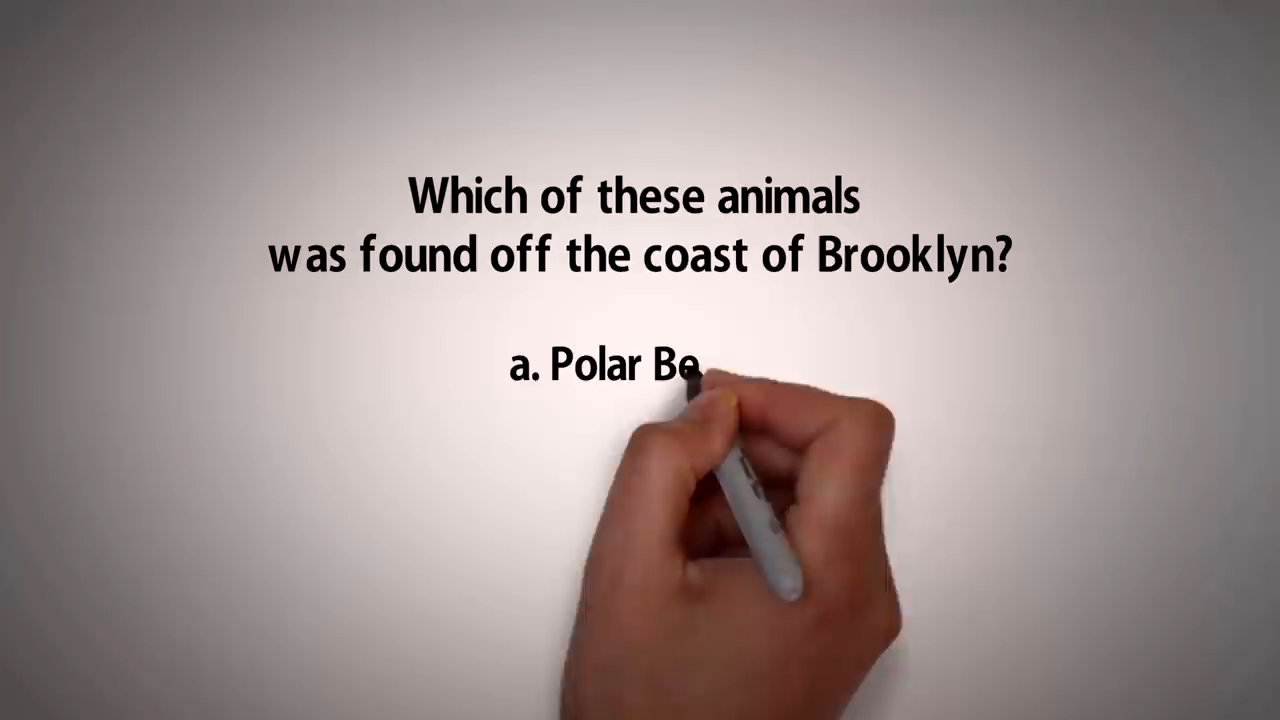 Which of these animals
was found off the coast of Brooklyn?
a. Polar Be